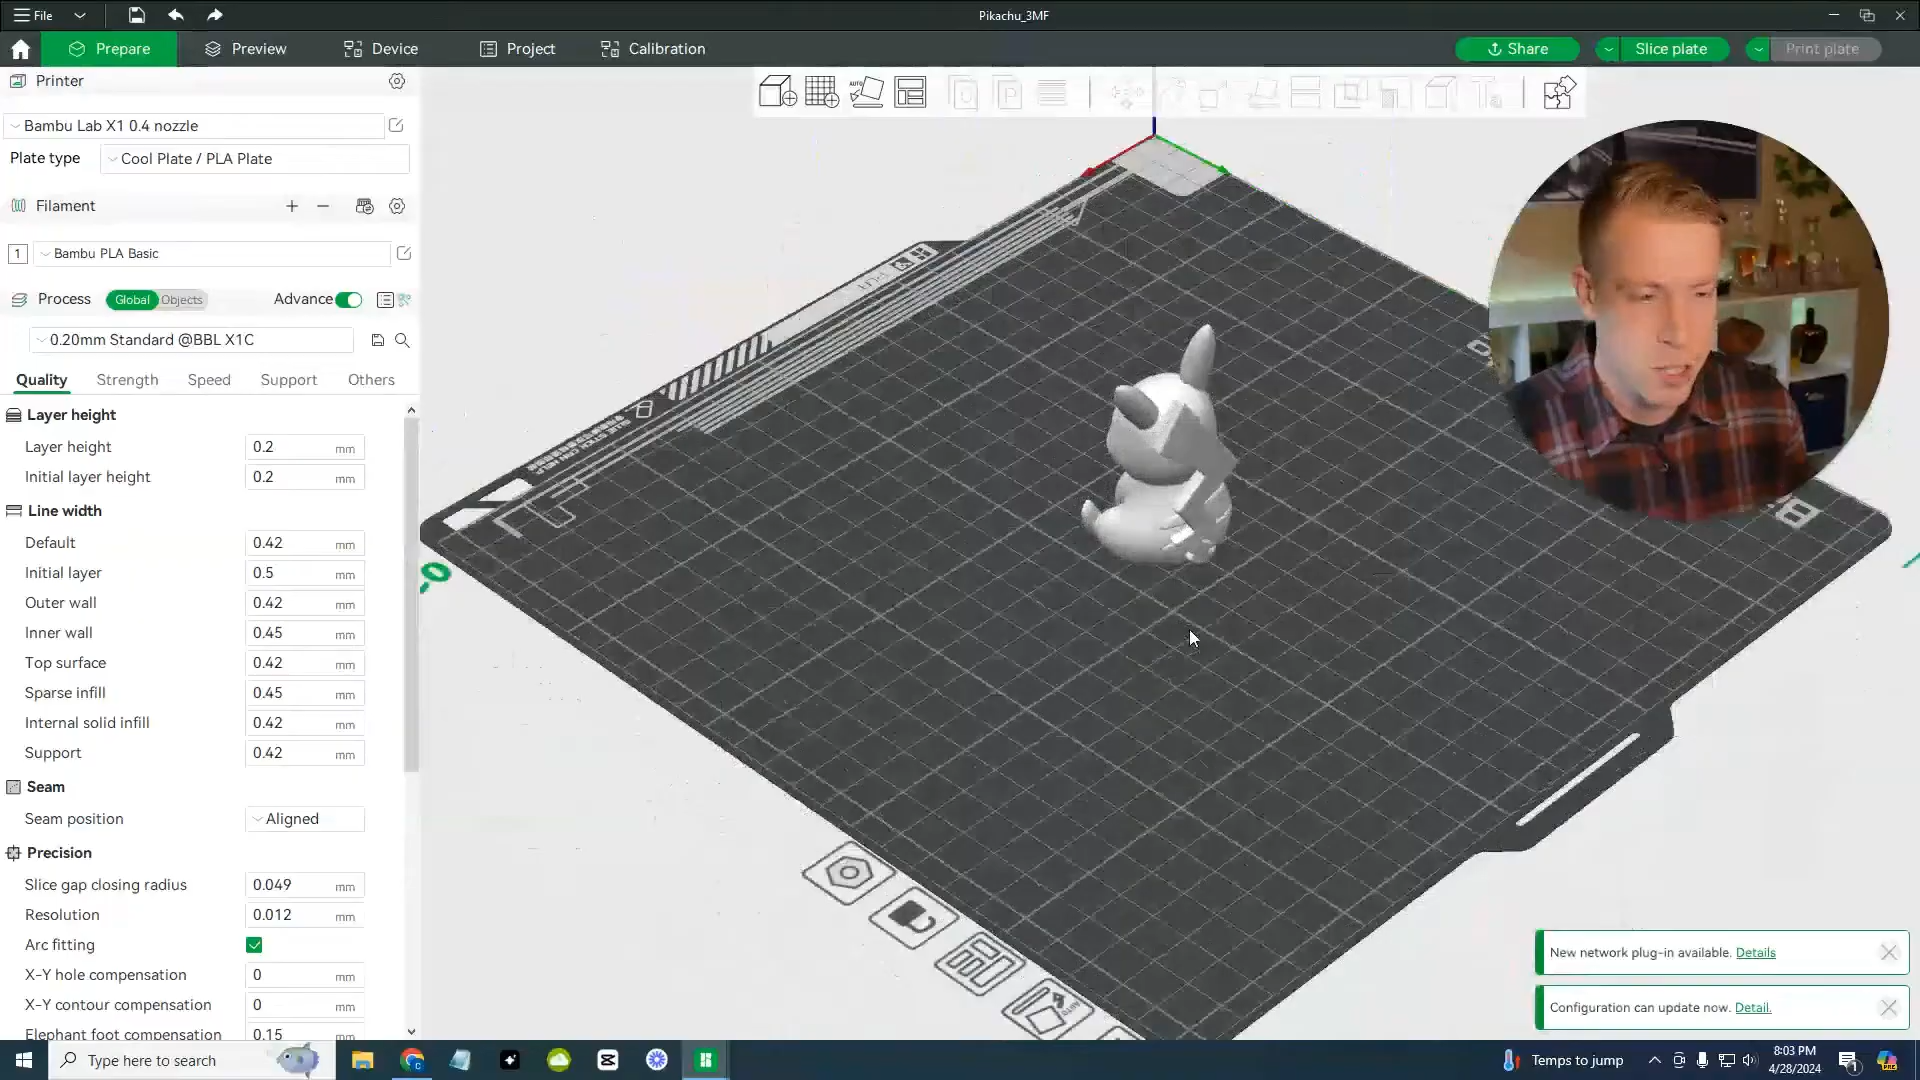 File
Pikachu_3MF
Prepare
Preview
Device
Project
Calibration
Share
Slice plate
Print plate
Printer
Bambu Lab X1 0.4 nozzle
Plate type
Cool Plate / PLA Plate
Filament
1
Bambu PLA Basic
Process
Global
Objects
Advance
0.20mm Standard @BBL X1C
Quality
Strength
Speed
Support
Others
Layer height
Layer height 0.2 mm
Initial layer height 0.2 mm
Line width
Default 0.42 mm
Initial layer 0.5 mm
Outer wall 0.42 mm
Inner wall 0.45 mm
Top surface 0.42 mm
Sparse infill 0.45 mm
Internal solid infill 0.42 mm
Support 0.42 mm
Seam
Seam position Aligned
Precision
Slice gap closing radius 0.049 mm
Resolution 0.012 mm
Arc fitting
X-Y hole compensation 0 mm
X-Y contour compensation 0 mm
Elephant foot compensation 0.15 mm
AUTO
New network plug-in available. Details
Configuration can update now. Detail.
Type here to search
Temps to jump
8:03 PM
4/28/2024